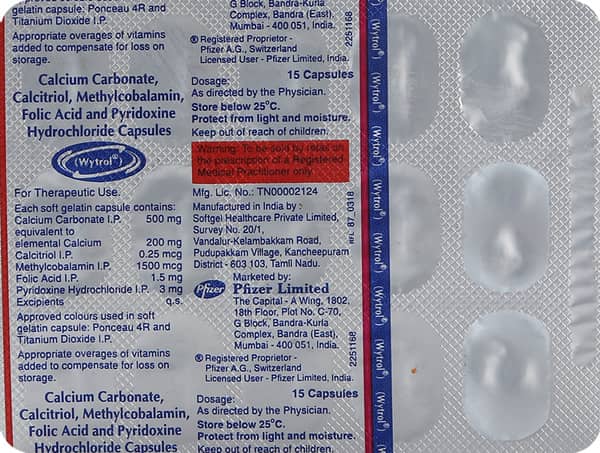 gelatin capsule: Ponceau 4R and
Titanium Dioxide I.P.
Appropriate overages of vitamins
added to compensate for loss on
storage.
Calcium Carbonate,
Calcitriol, Methylcobalamin,
Folic Acid and Pyridoxine
Hydrochloride Capsules
(Wytrol®)
For Therapeutic Use.
Each soft gelatin capsule contains:
Calcium Carbonate I.P. 500 mg
equivalent to
elemental Calcium 200 mg
Calcitriol I.P. 0.25 mcg
Methylcobalamin I.P. 1500 mcg
Folic Acid I.P. 1.5 mg
Pyridoxine Hydrochloride I.P. 3 mg
Excipients q.s.
Approved colours used in soft
gelatin capsule: Ponceau 4R and
Titanium Dioxide I.P.
Appropriate overages of vitamins
added to compensate for loss on
storage.
Calcium Carbonate,
Calcitriol, Methylcobalamin,
Folic Acid and Pyridoxine
Hydrochloride Capsules
G Block, Bandra-Kurla
Complex, Bandra (East),
Mumbai - 400 051, India.
® Registered Proprietor -
Pfizer A.G., Switzerland
Licensed User - Pfizer Limited, India.
2251168
15 Capsules
Dosage:
As directed by the Physician.
Store below 25°C.
Protect from light and moisture.
Keep out of reach of children.
Warning: To be sold by retail on
the prescription of a Registered
Medical Practitioner only.
Mfg. Lic. No.: TN00002124
Manufactured in India by :
Softgel Healthcare Private Limited,
Survey No. 20/1,
Vandalur-Kelambakkam Road,
Pudupakkam Village, Kancheepuram
District - 603 103, Tamil Nadu.
87_0318
Marketed by:
Pfizer
Pfizer Limited
The Capital - A Wing, 1802,
18th Floor, Plot No. C-70,
G Block, Bandra-Kurla
Complex, Bandra (East),
Mumbai - 400 051, India.
® Registered Proprietor -
Pfizer A.G., Switzerland
Licensed User - Pfizer Limited, India.
2251168
15 Capsules
Dosage:
As directed by the Physician.
Store below 25°C.
Protect from light and moisture.
Keep out of reach of children.
(Wytrol®)
(Wytrol®)
(Wytrol®)
(Wytrol®)
(Wytrol®)
(Wytrol®)
(Wytrol®)
(Wytrol®)